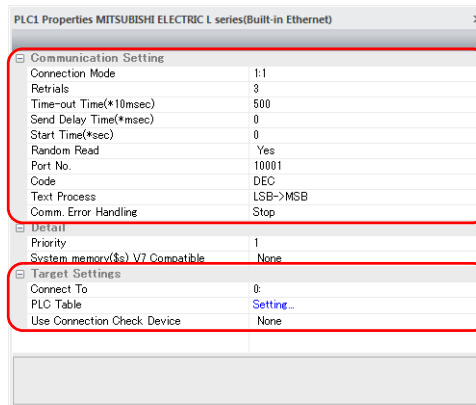 PLC1 Properties MITSUBISHI ELECTRIC L series(Built-in Ethernet)
Communication Setting
Connection Mode 1:1
Retrials 3
Time-out Time(*10msec) 500
Send Delay Time(*msec) 0
Start Time(*sec) 0
Random Read Yes
Port No. 10001
Code DEC
Text Process LSB->MSB
Comm. Error Handling Stop
Detail
Priority 1
System memory($s) V7 Compatible None
Target Settings
Connect To 0:
PLC Table Setting...
Use Connection Check Device None